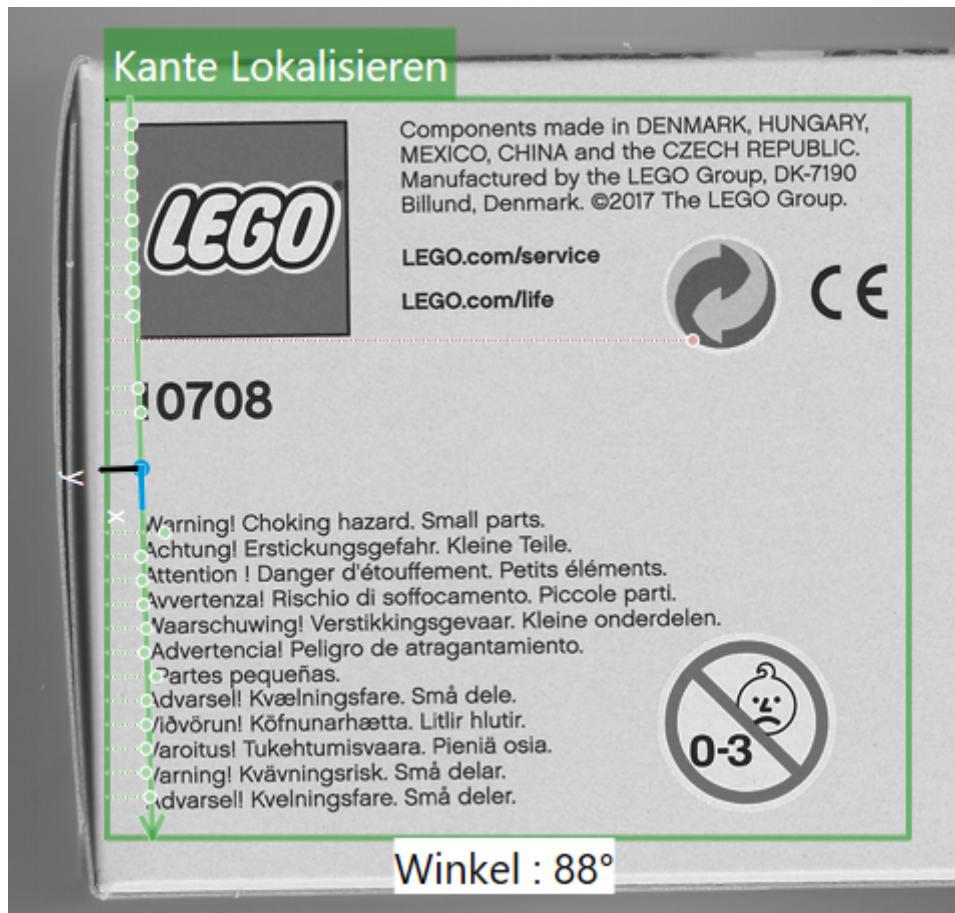 Kante Lokalisieren
Components made in DENMARK, HUNGARY,
MEXICO, CHINA and the CZECH REPUBLIC.
Manufactured by the LEGO Group, DK-7190
Billund, Denmark. ©2017 The LEGO Group.
LEGO®
LEGO.com/service
LEGO.com/life
CE
10708
y
x
Warning! Choking hazard. Small parts.
Achtung! Erstickungsgefahr. Kleine Teile.
Attention ! Danger d'étouffement. Petits éléments.
Avvertenza! Rischio di soffocamento. Piccole parti.
Waarschuwing! Verstikkingsgevaar. Kleine onderdelen.
Advertencia! Peligro de atragantamiento.
Partes pequeñas.
Advarsel! Kvælningsfare. Små dele.
Viðvörun! Köfnunarhætta. Litlir hlutir.
Varoitus! Tukehtumisvaara. Pieniä osia.
Varning! Kvävningsrisk. Små delar.
Advarsel! Kvelningsfare. Små deler.
0-3
Winkel : 88°